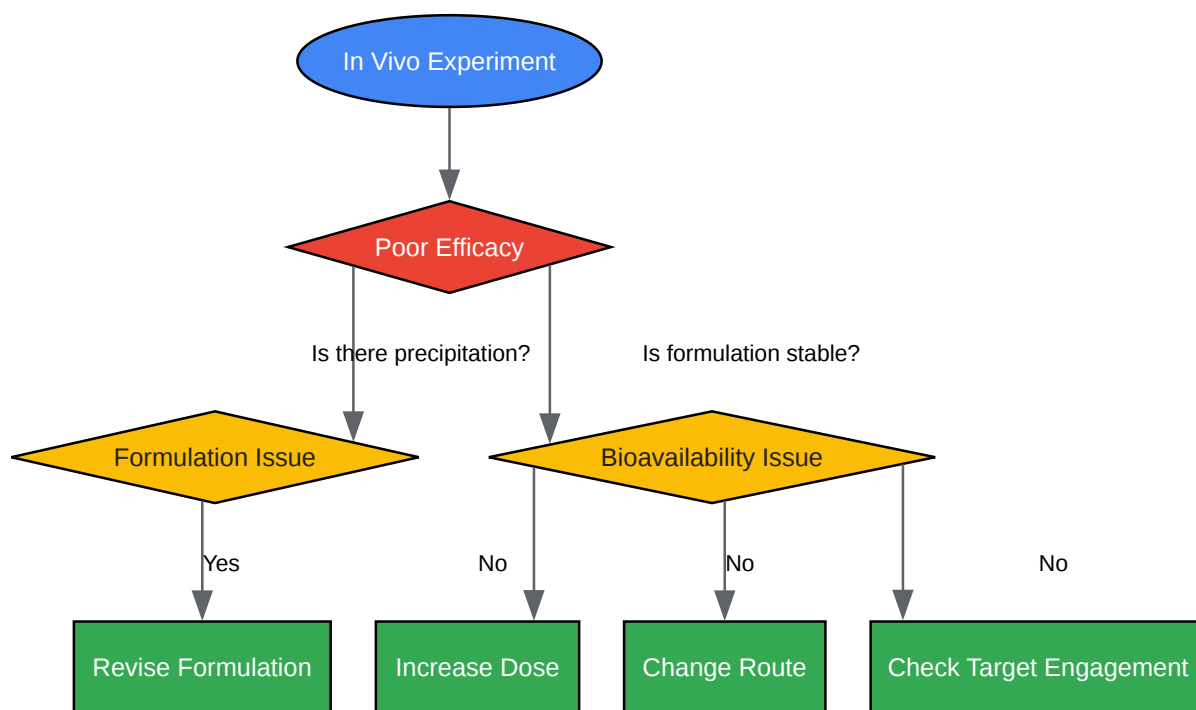 In Vivo Experiment
Poor Efficacy
Is there precipitation?
Is formulation stable?
Formulation Issue
Bioavailability Issue
Yes
No
No
No
Revise Formulation
Increase Dose
Change Route
Check Target Engagement